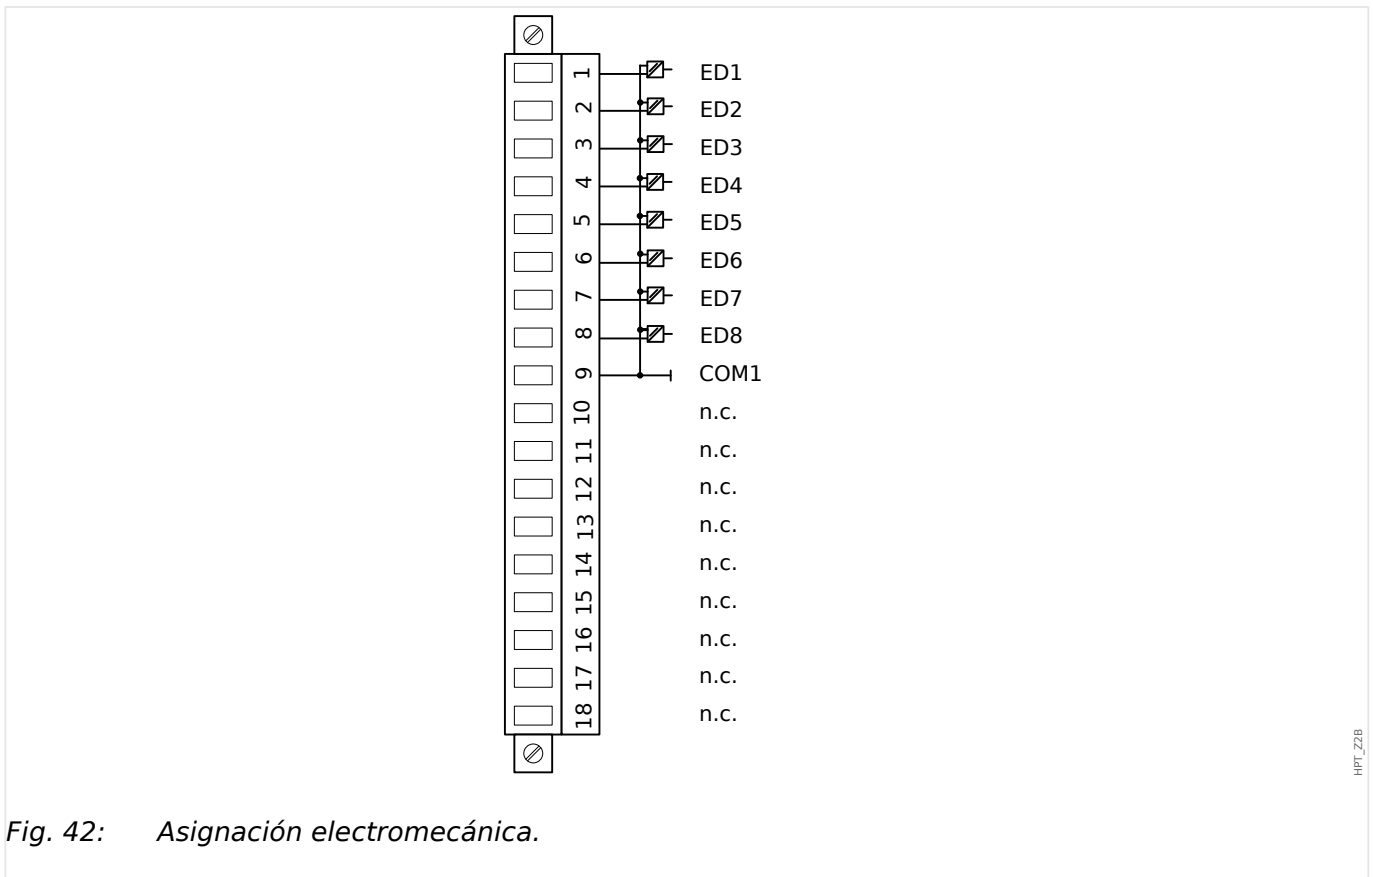 1 ED1
2 ED2
3 ED3
4 ED4
5 ED5
6 ED6
7 ED7
8 ED8
9 COM1
10 n.c.
11 n.c.
12 n.c.
13 n.c.
14 n.c.
15 n.c.
16 n.c.
17 n.c.
18 n.c.
HPT_Z2B
Fig. 42: Asignación electromecánica.